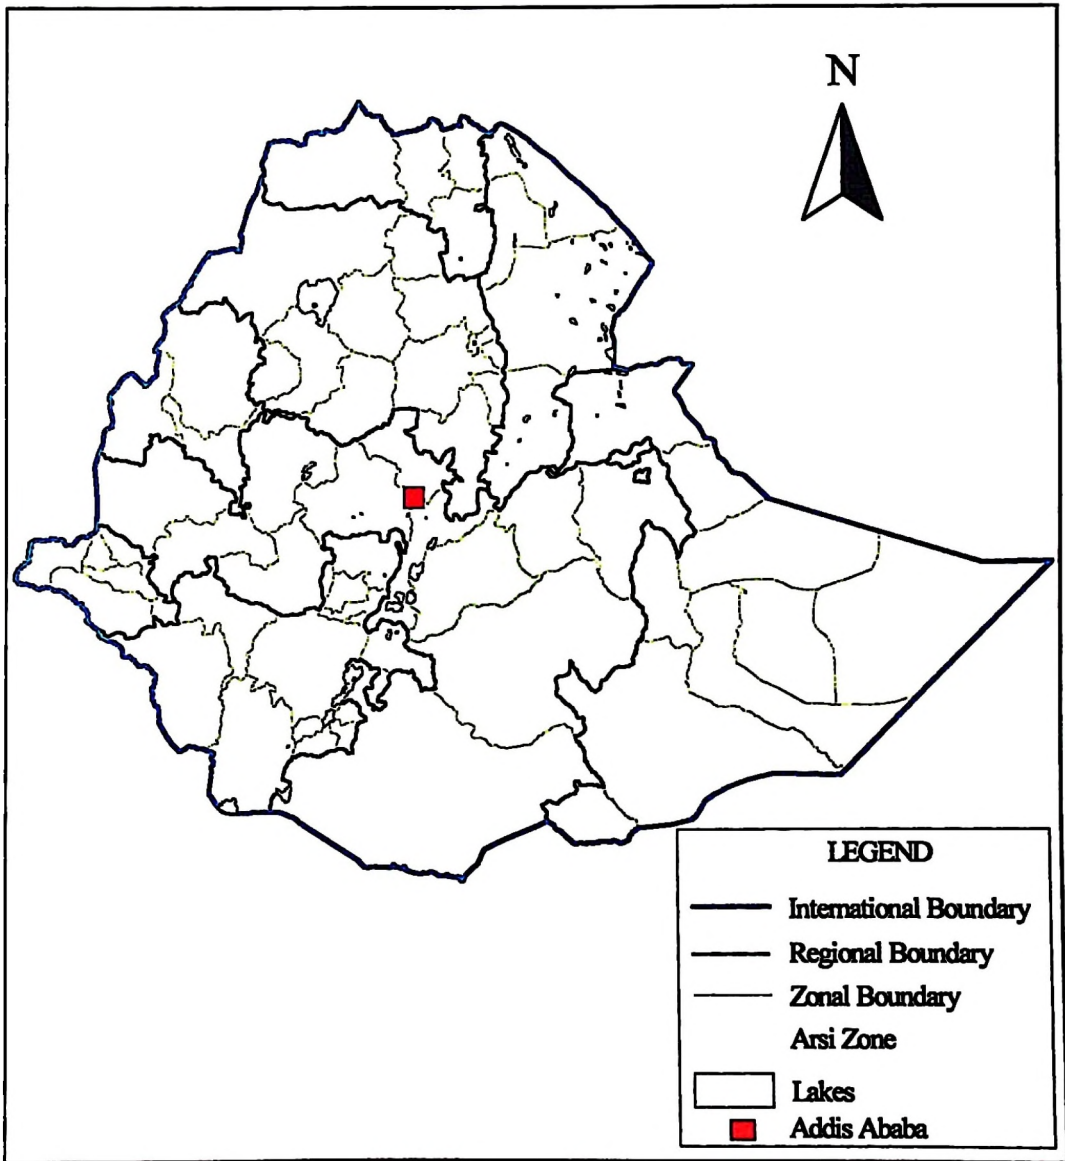 N
LEGEND
International Boundary
Regional Boundary
Zonal Boundary
Arsi Zone
Lakes
Addis Ababa